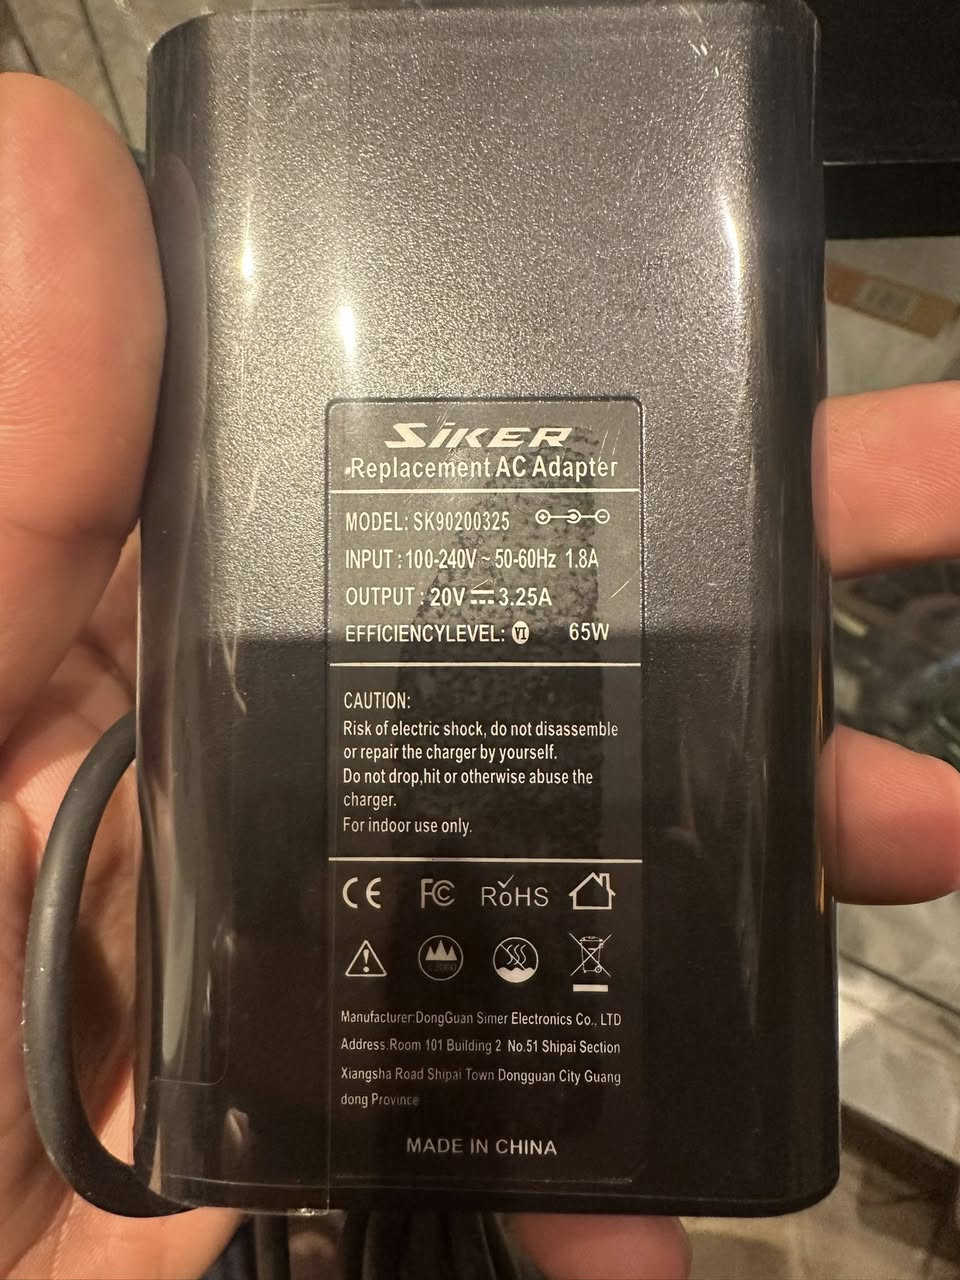 SIKER
Replacement AC Adapter
MODEL: SK90200325
INPUT : 100-240V ~ 50-60Hz 1.8A
OUTPUT : 20V ⎓ 3.25A
EFFICIENCYLEVEL: VI 65W
CAUTION:
Risk of electric shock, do not disassemble
or repair the charger by yourself.
Do not drop,hit or otherwise abuse the
charger.
For indoor use only.
CE FC RoHS
Manufacturer:DongGuan Simer Electronics Co., LTD
Address.Room 101 Building 2 No.51 Shipai Section
Xiangsha Road Shipai Town Dongguan City Guang
dong Province
MADE IN CHINA